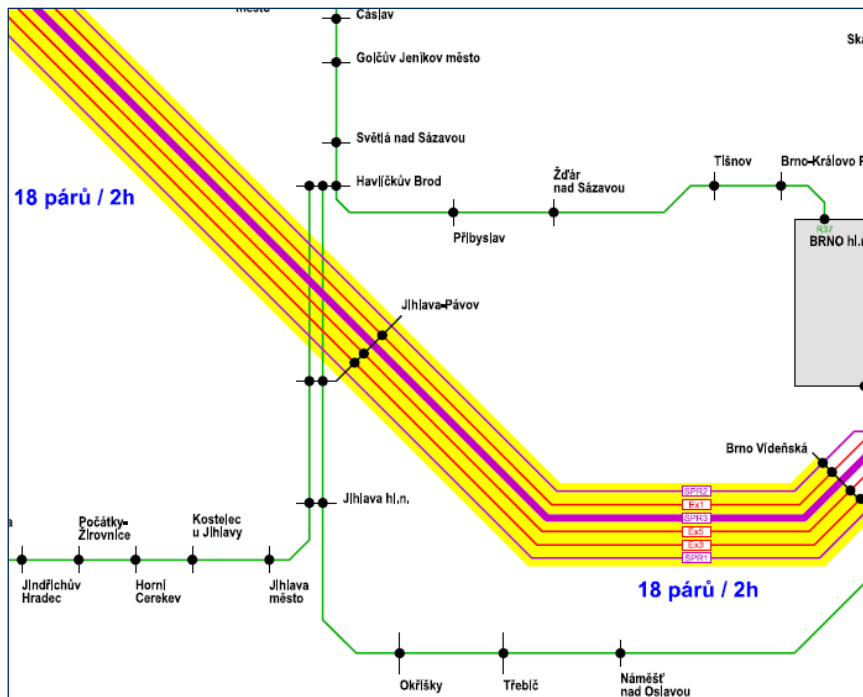 město
Čáslav
Golčův Jeníkov město
Ska
Světlá nad Sázavou
Tišnov
Brno-Královo P
Žďár
nad Sázavou
Havlíčkův Brod
18 párů / 2h
Přibyslav
R37
BRNO hl.n
Jihlava-Pávov
Brno Vídeňská
Jihlava hl.n.
SPR2
Ex1
SPR3
Ex5
Ex3
SPR1
a
Počátky-
Žirovnice
Kostelec
u Jihlavy
Jindřichův
Hradec
Horní
Cerekev
Jihlava
město
18 párů / 2h
Okříšky
Třebíč
Náměšť
nad Oslavou